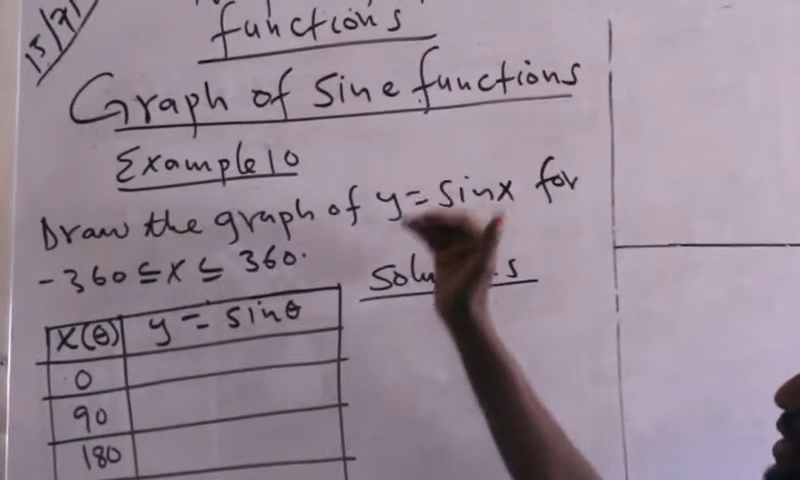 15/7/
functions
Graph of Sine functions
Example 10
Draw the graph of y = sinx for
-360 ≤ x ≤ 360.
Solu s
x(θ) y = sinθ
0
90
180